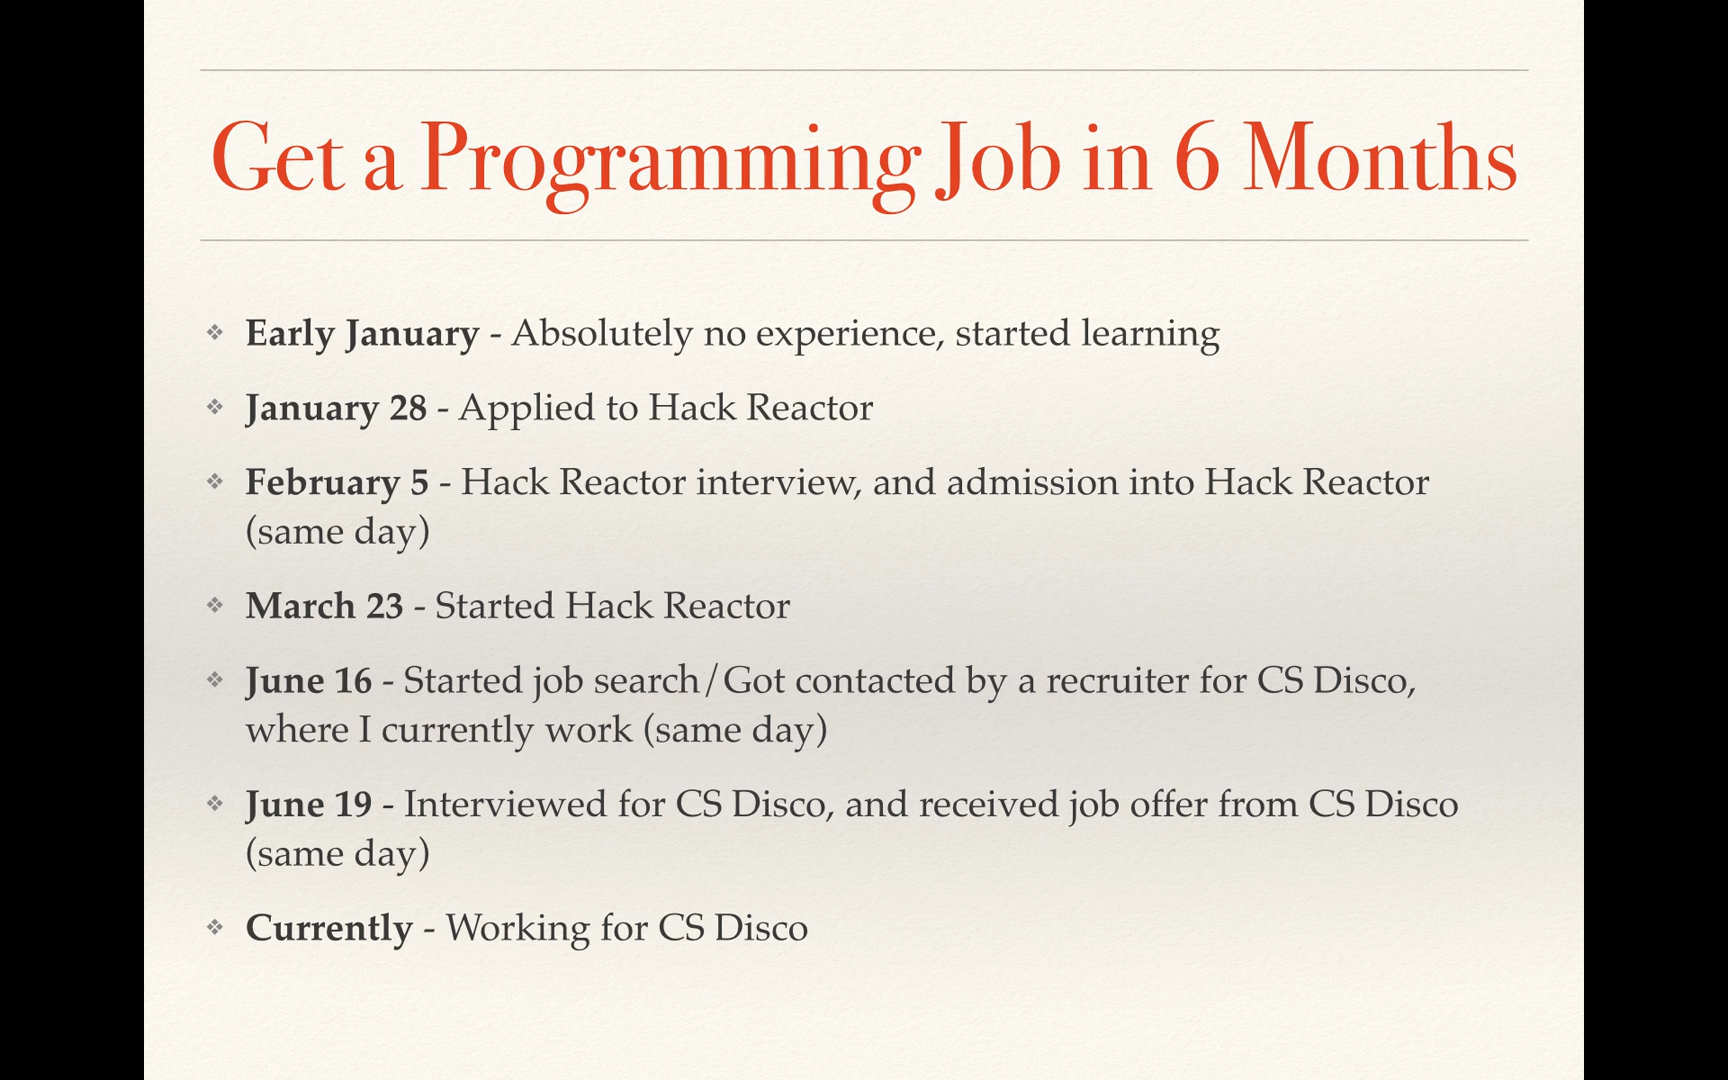 Get a Programming Job in 6 Months
❖ Early January - Absolutely no experience, started learning
❖ January 28 - Applied to Hack Reactor
❖ February 5 - Hack Reactor interview, and admission into Hack Reactor
(same day)
❖ March 23 - Started Hack Reactor
❖ June 16 - Started job search/Got contacted by a recruiter for CS Disco,
where I currently work (same day)
❖ June 19 - Interviewed for CS Disco, and received job offer from CS Disco
(same day)
❖ Currently - Working for CS Disco